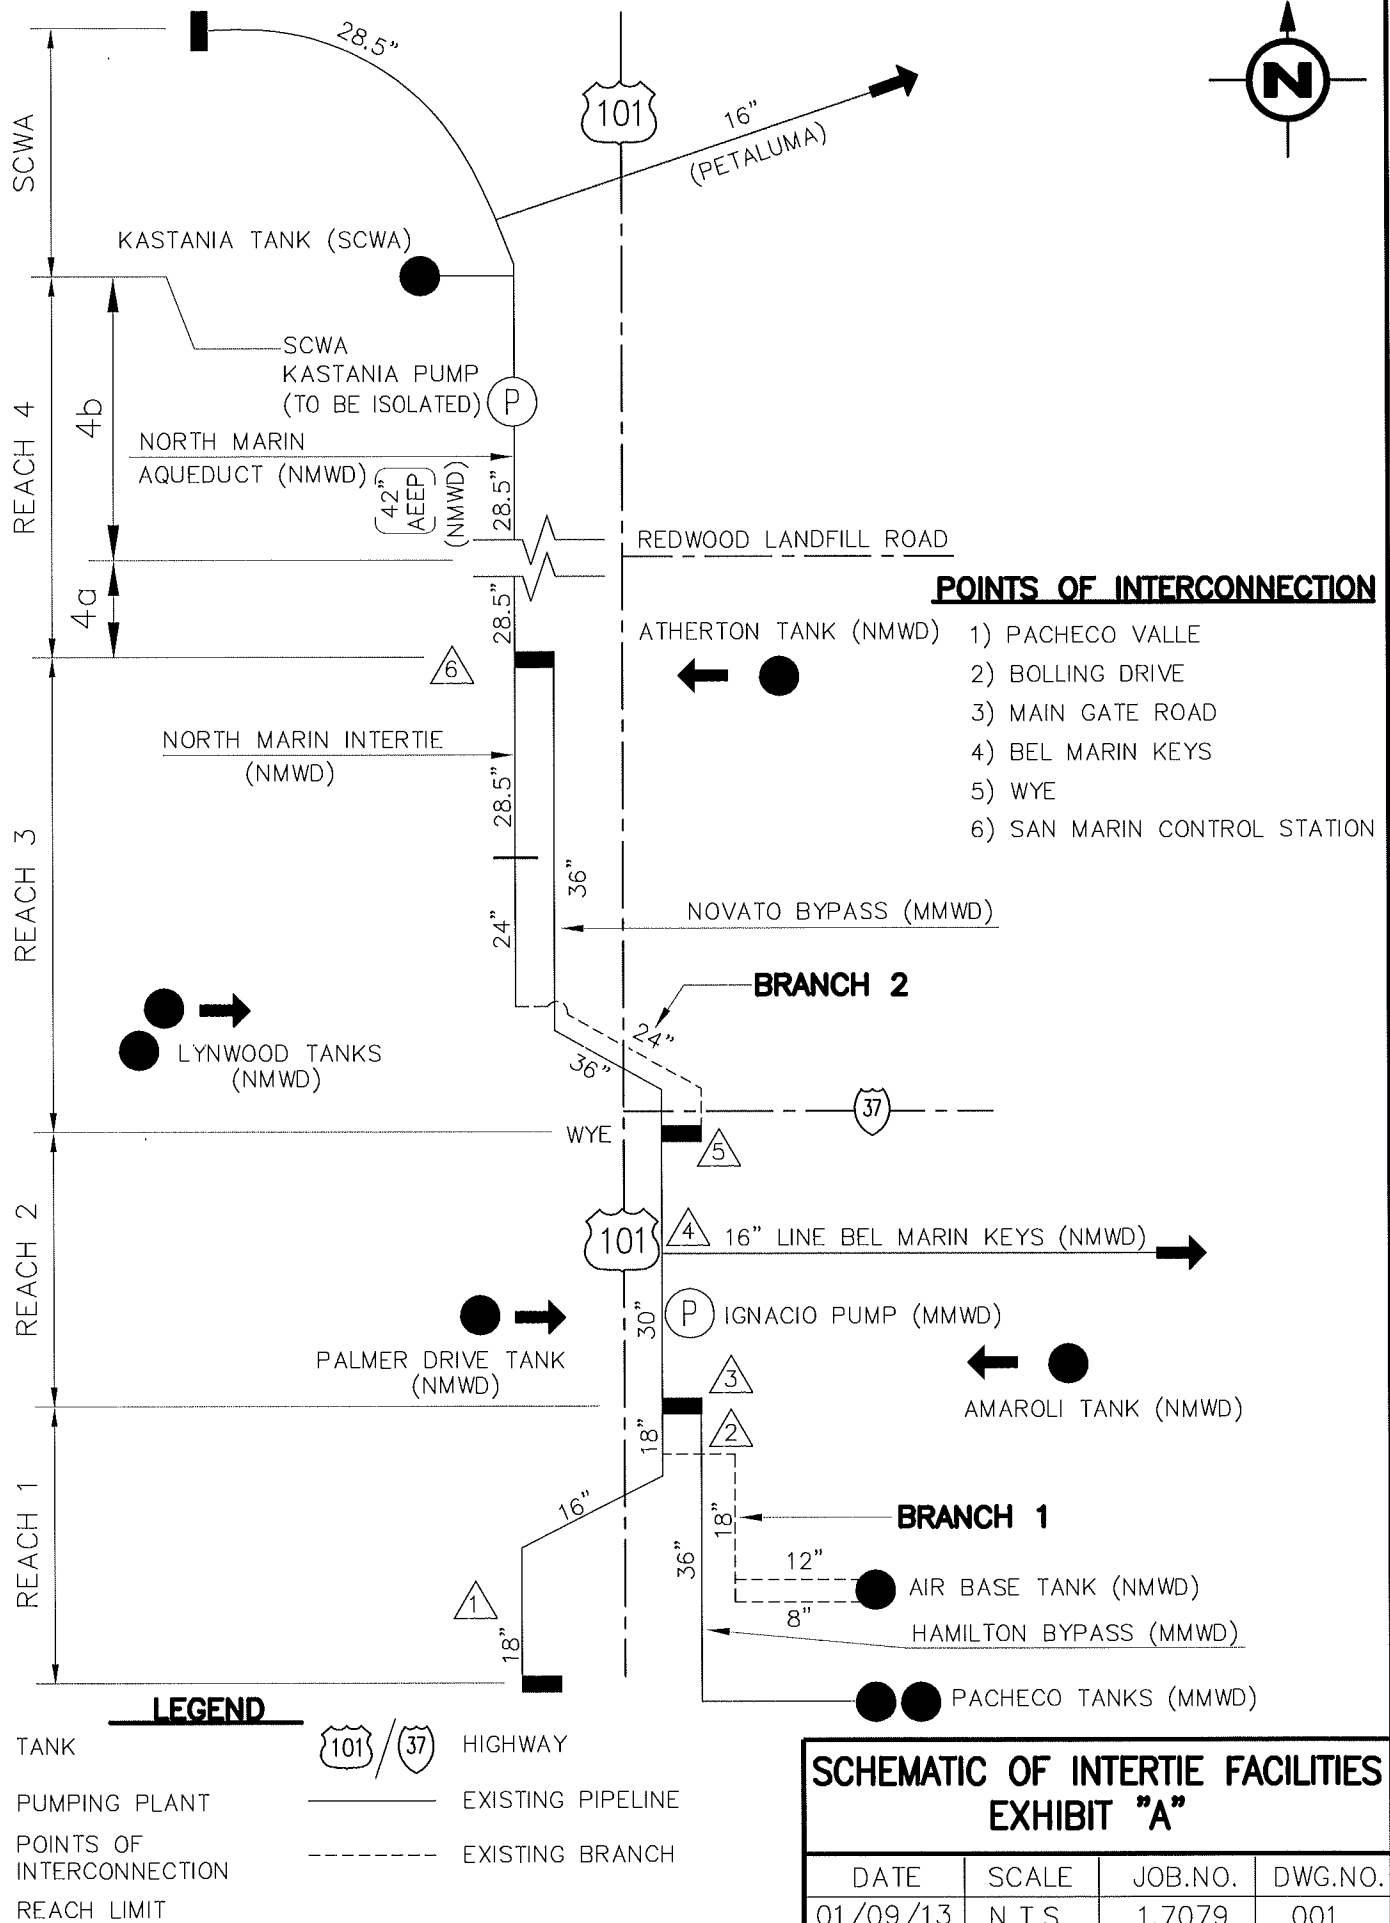 28.5"
101
N
16"
(PETALUMA)
SCWA
KASTANIA TANK (SCWA)
SCWA
KASTANIA PUMP
(TO BE ISOLATED)
P
REACH 4
4b
NORTH MARIN
AQUEDUCT (NMWD)
42"
AEEP
(NMWD)
28.5"
REDWOOD LANDFILL ROAD
4a
28.5"
POINTS OF INTERCONNECTION
1) PACHECO VALLE
2) BOLLING DRIVE
3) MAIN GATE ROAD
4) BEL MARIN KEYS
5) WYE
6) SAN MARIN CONTROL STATION
ATHERTON TANK (NMWD)
6
NORTH MARIN INTERTIE
(NMWD)
28.5"
REACH 3
36"
24"
NOVATO BYPASS (MMWD)
BRANCH 2
24"
36"
LYNWOOD TANKS
(NMWD)
37
WYE
5
REACH 2
101
4
16" LINE BEL MARIN KEYS (NMWD)
30"
P
IGNACIO PUMP (MMWD)
PALMER DRIVE TANK
(NMWD)
3
AMAROLI TANK (NMWD)
18"
2
REACH 1
16"
18"
BRANCH 1
36"
12"
AIR BASE TANK (NMWD)
8"
HAMILTON BYPASS (MMWD)
1
18"
PACHECO TANKS (MMWD)
LEGEND
TANK
101/37 HIGHWAY
PUMPING PLANT
EXISTING PIPELINE
POINTS OF
INTERCONNECTION
EXISTING BRANCH
REACH LIMIT
SCHEMATIC OF INTERTIE FACILITIES
EXHIBIT "A"
DATE SCALE JOB.NO. DWG.NO.
01/09/13 N.T.S. 1.7079 001